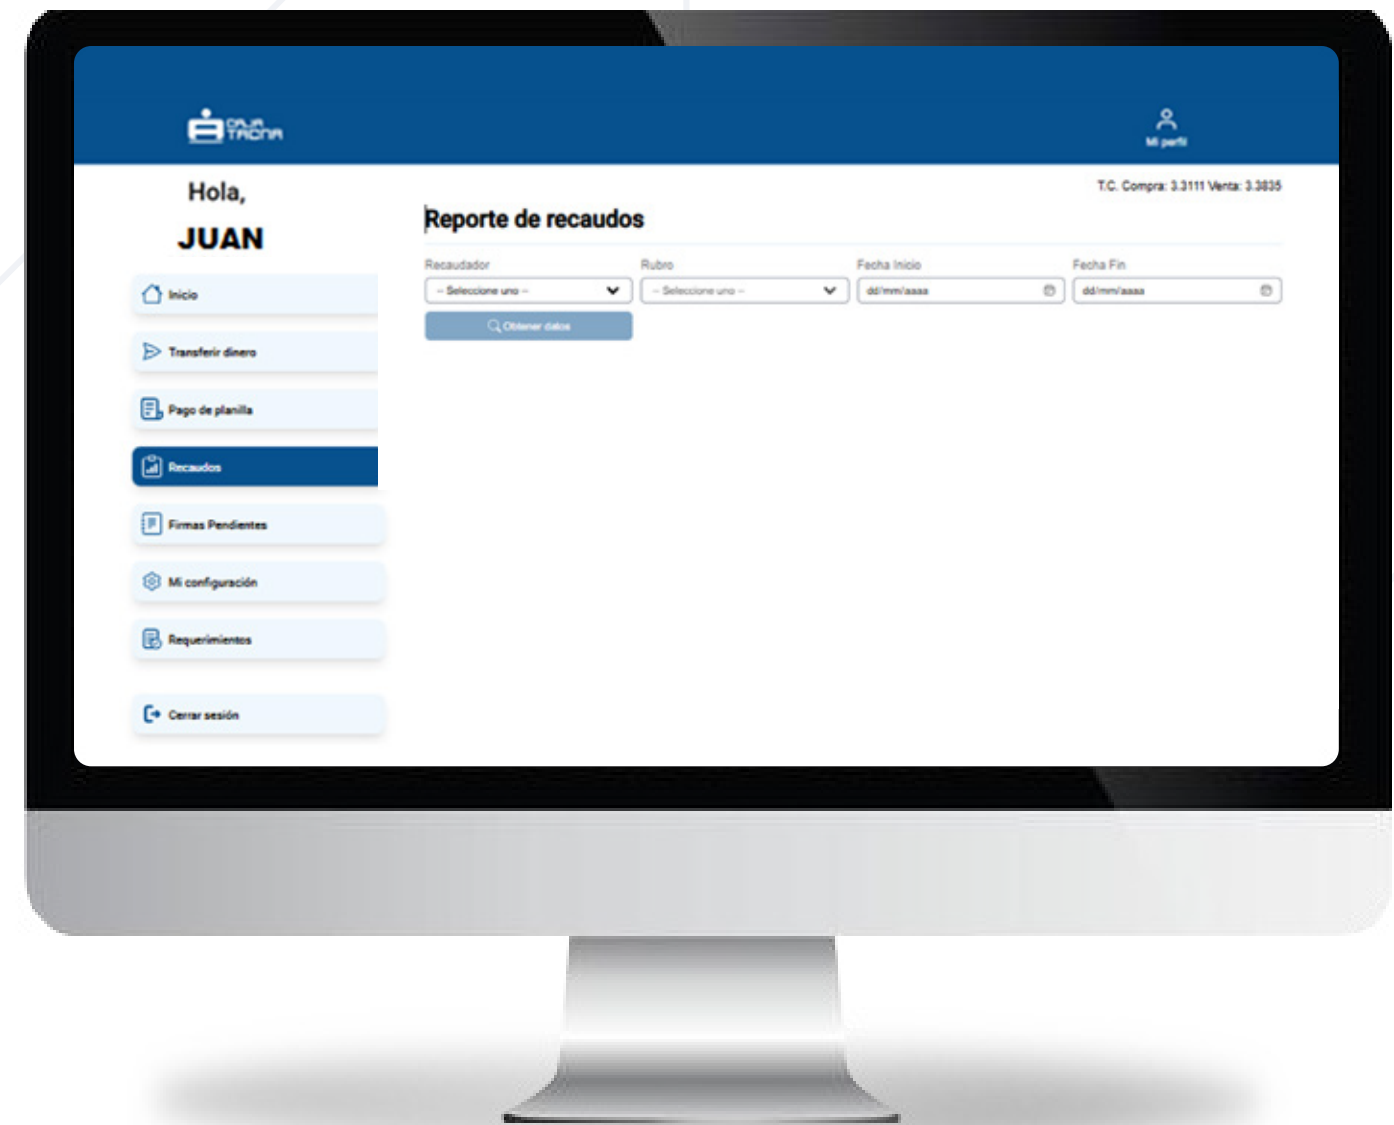 CAJA
TACNA
Mi perfil
Hola,
JUAN
T.C. Compra: 3.3111 Venta: 3.3835
Reporte de recaudos
Recaudador
Rubro
Fecha Inicio
Fecha Fin
-- Seleccione uno --
-- Seleccione uno --
dd/mm/aaaa
dd/mm/aaaa
Obtener datos
Inicio
Transferir dinero
Pago de planilla
Recaudos
Firmas Pendientes
Mi configuración
Requerimientos
Cerrar sesión